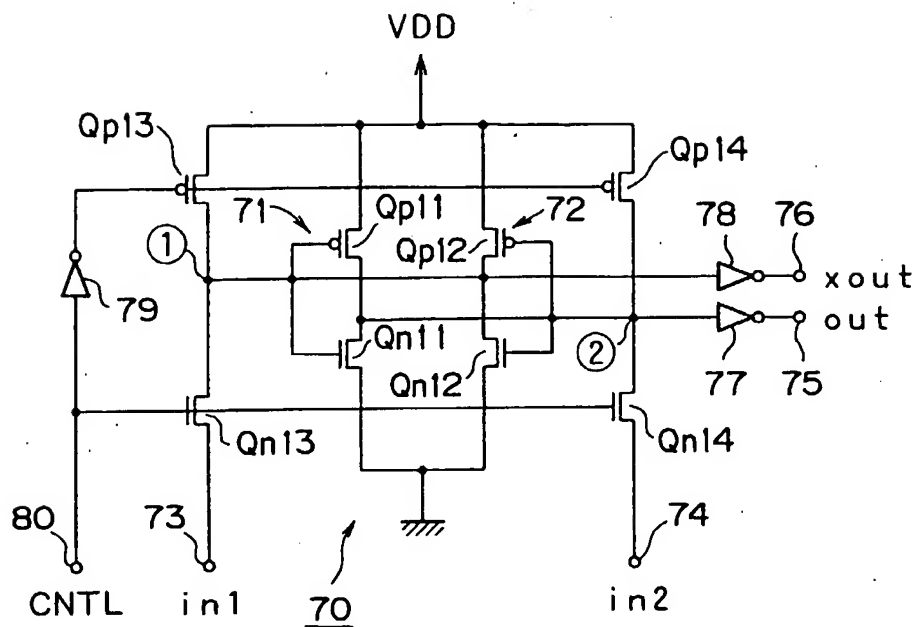 VDD
Qp13
Qp14
71
Qp11
72
78
76
①
Qp12
xout
79
out
Qn11
②
Qn12
77
75
Qn13
Qn14
80
73
74
CNTL
in1
70
in2